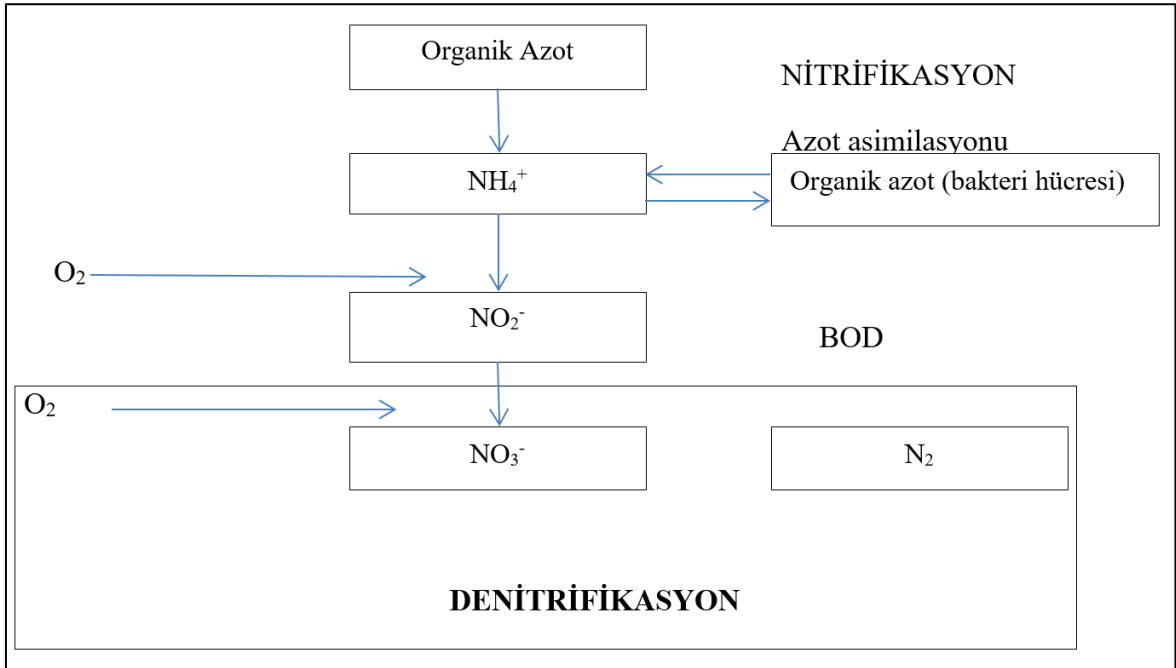 Organik Azot
NİTRİFİKASYON
Azot asimilasyonu
NH₄⁺
Organik azot (bakteri hücresi)
O₂
NO₂⁻
BOD
O₂
NO₃⁻
N₂
DENİTRİFİKASYON